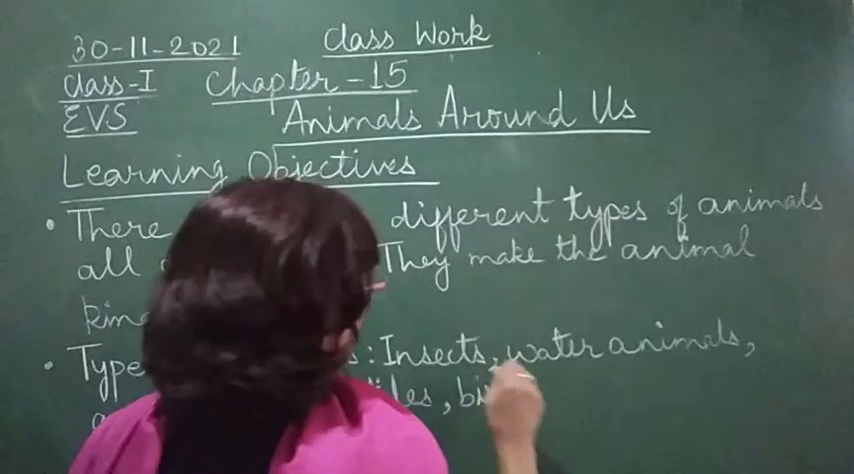 30-11-2021 Class Work
Class-I Chapter-15
EVS Animals Around Us
Learning Objectives
• There different types of animals
all They make the animal
• : Insects, water animals,